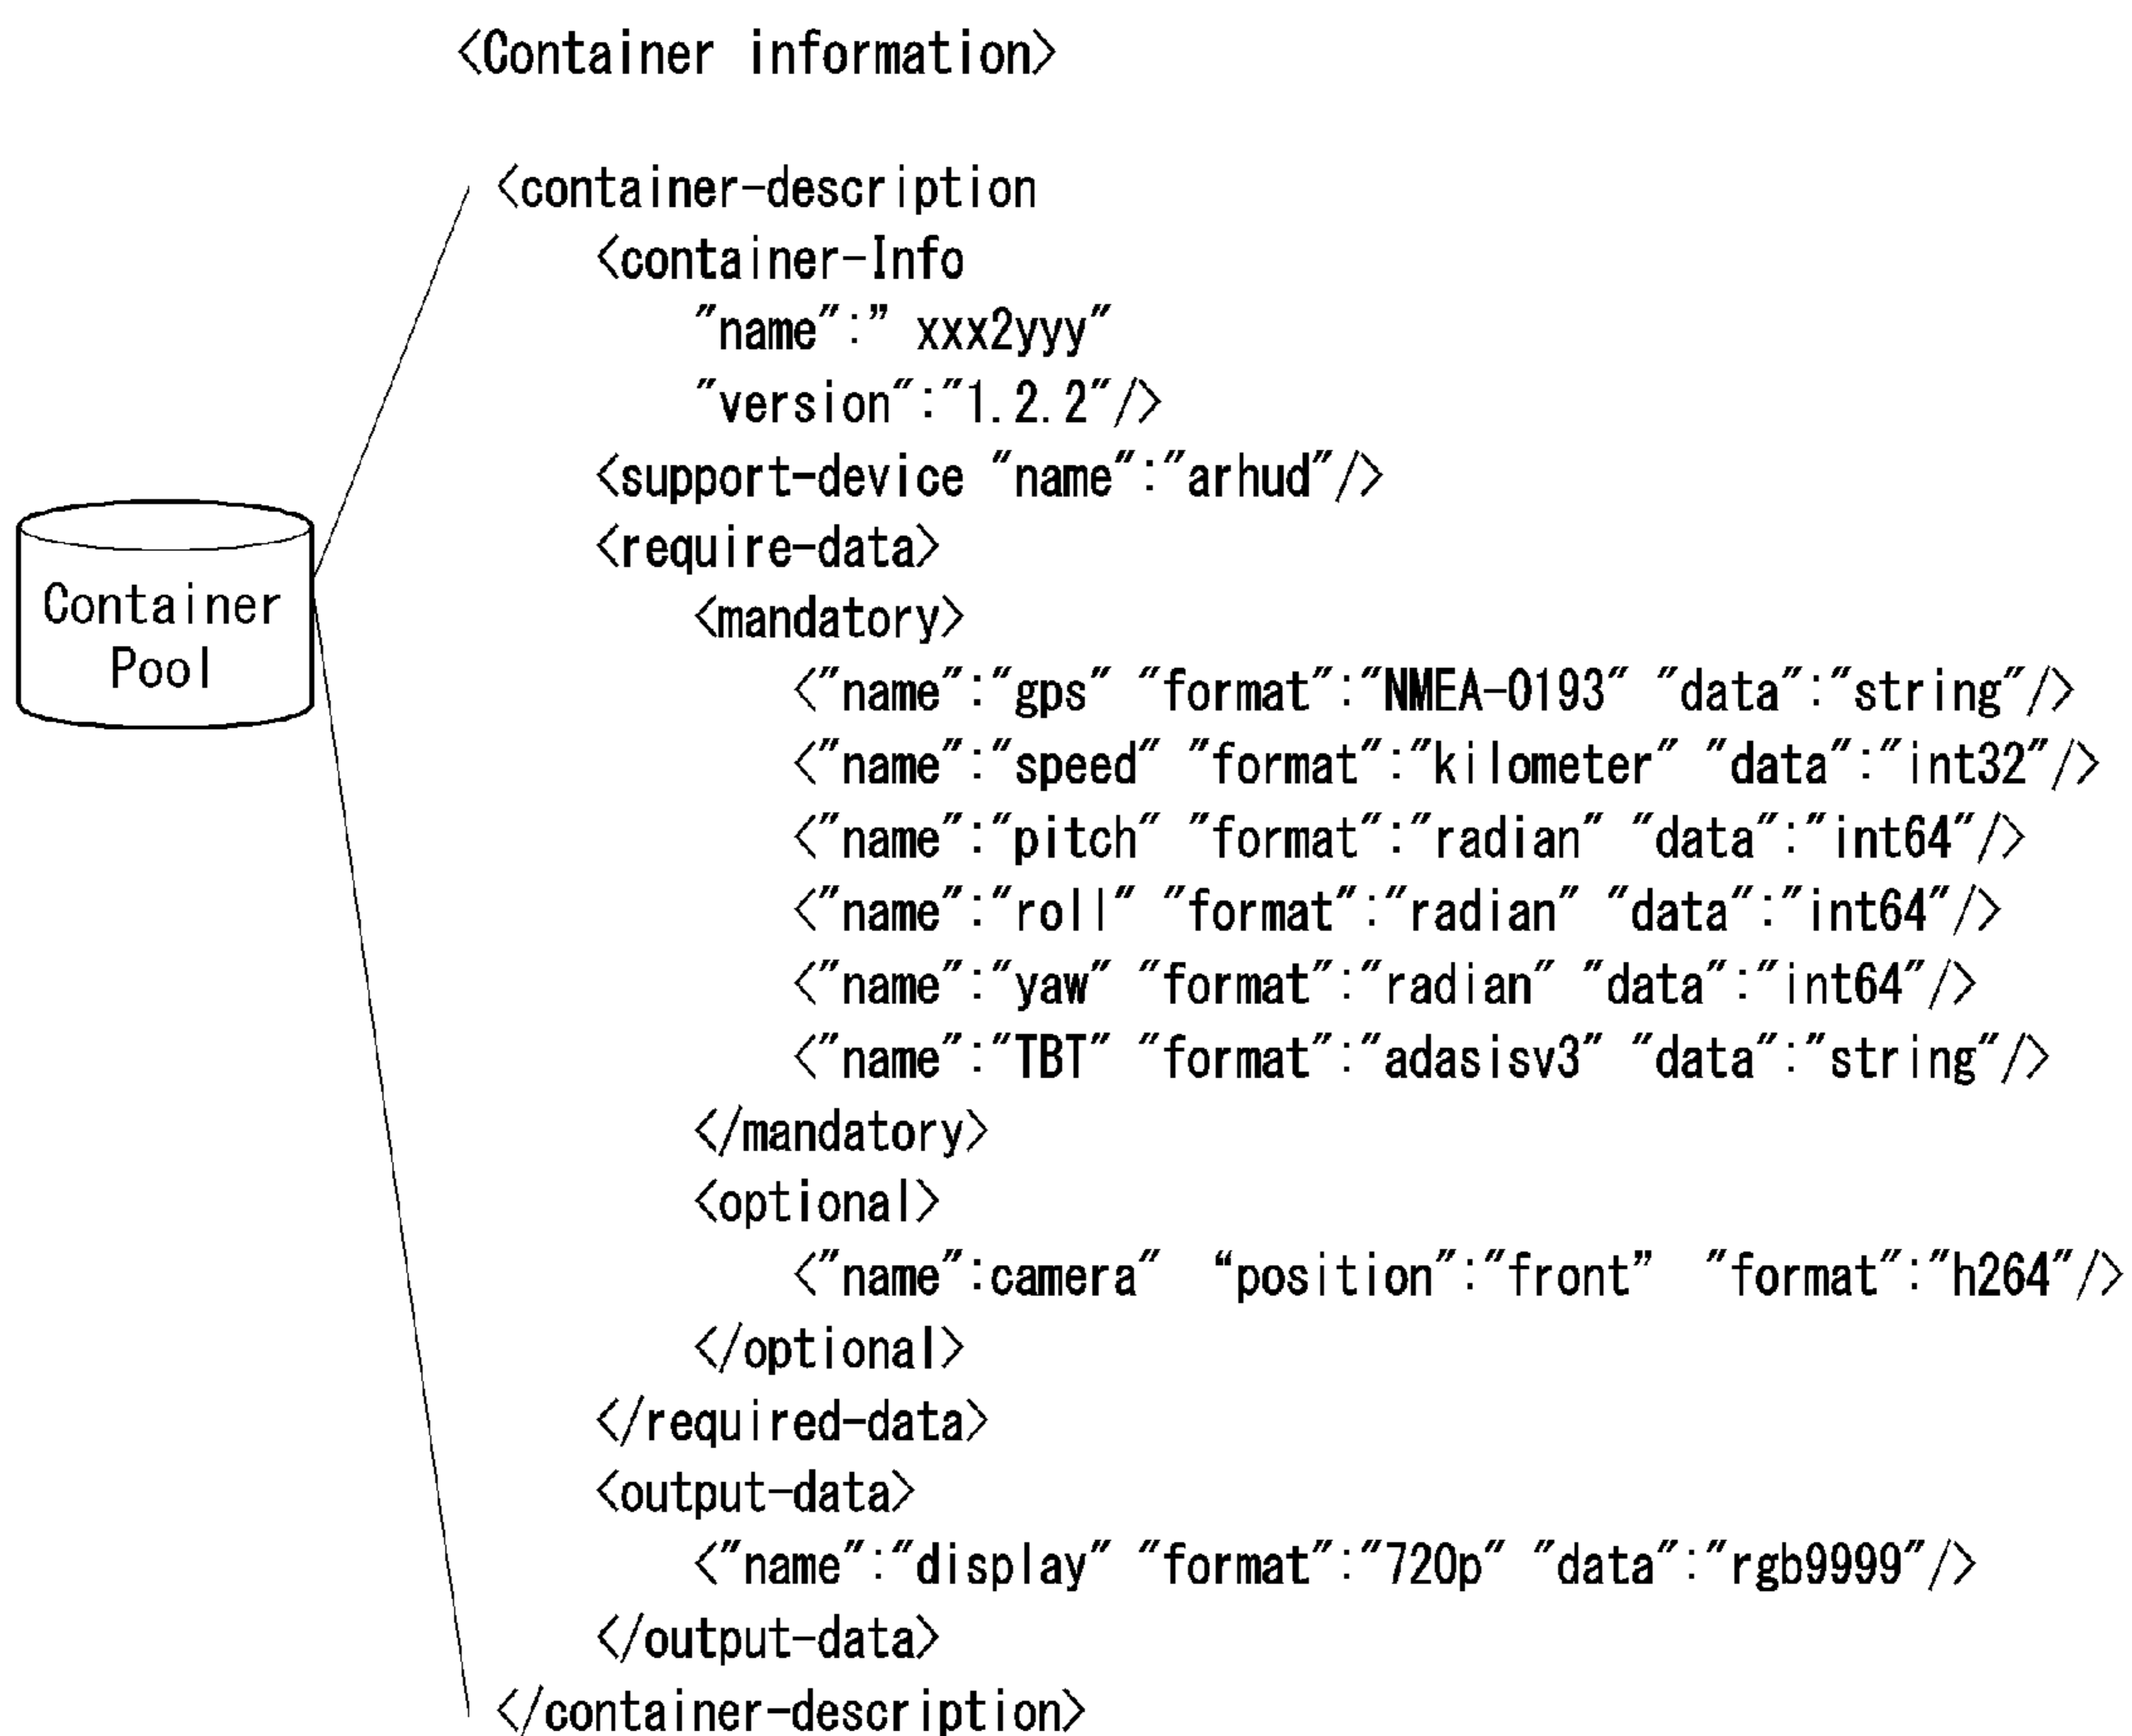 <Container information>
<container-description
<container-Info
"name":” xxx2yyy"
"version":"1.2.2"/>
<support-device "name":"arhud"/>
<require-data>
Container
Pool
<mandatory>
<"name":"gps" "format":"NMEA-0193" "data":"string"/>
<"name":"speed" "format":"kilometer" "data":"int32"/>
<"name":"pitch" "format":"radian" "data":"int64"/>
<"name":"roll" "format":"radian" "data":"int64"/>
<"name":"yaw" "format":"radian" "data":"int64"/>
<"name":"TBT" "format":"adasisv3" "data":"string"/>
</mandatory>
<optional>
<"name":camera" “position":"front” "format":"h264"/>
</optional>
</required-data>
<output-data>
<"name":"display" "format":"720p" "data":"rgb9999"/>
</output-data>
</container-description>